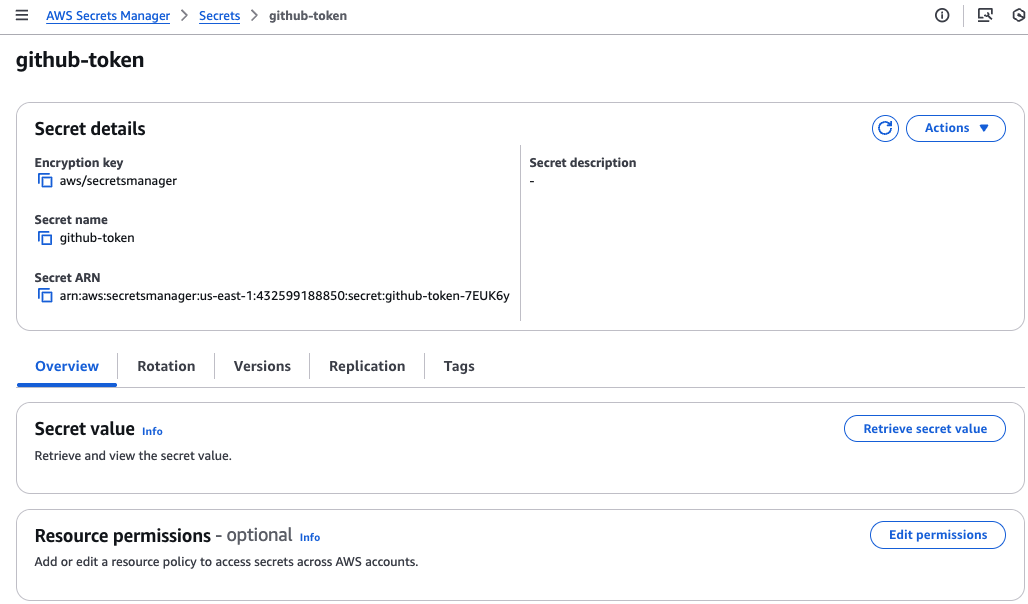 AWS Secrets Manager > Secrets > github-token
github-token
Secret details
Actions
Encryption key
aws/secretsmanager
Secret name
github-token
Secret ARN
arn:aws:secretsmanager:us-east-1:432599188850:secret:github-token-7EUK6y
Secret description
-
Overview
Rotation
Versions
Replication
Tags
Secret value Info
Retrieve secret value
Retrieve and view the secret value.
Resource permissions - optional Info
Edit permissions
Add or edit a resource policy to access secrets across AWS accounts.